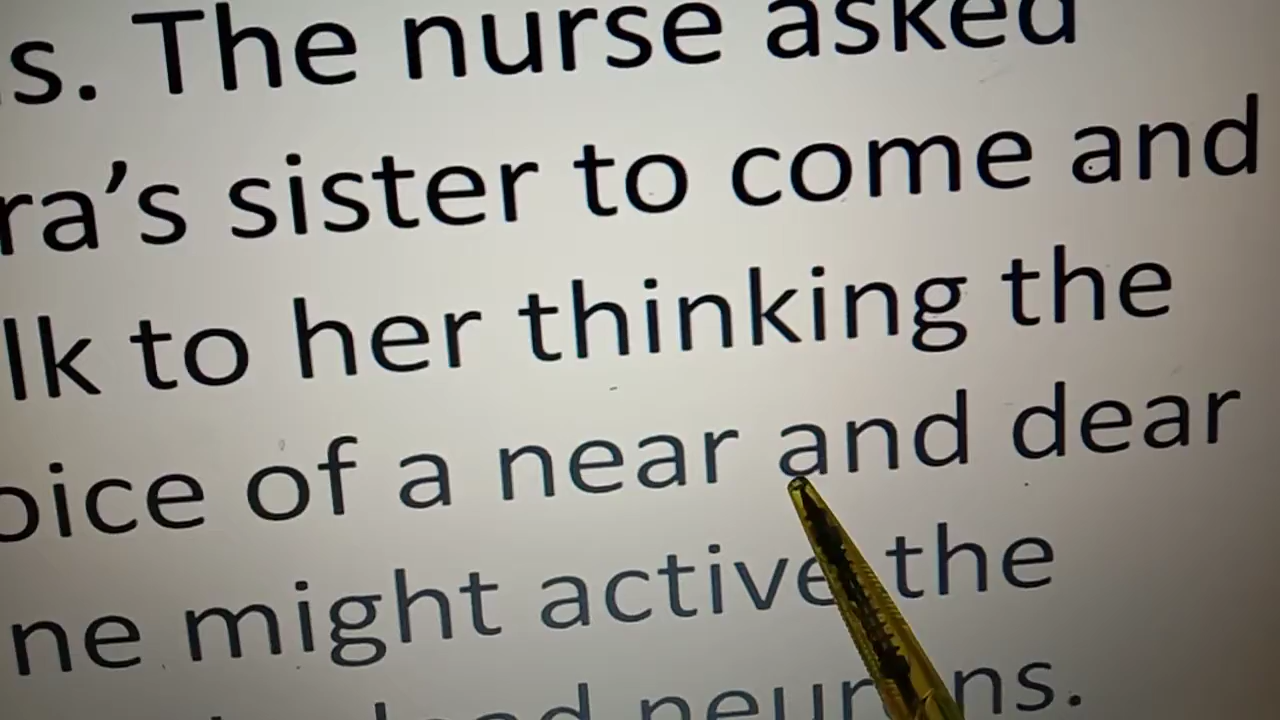 s. The nurse asked
ra's sister to come and
lk to her thinking the
oice of a near and dear
ne might active the
neurons.